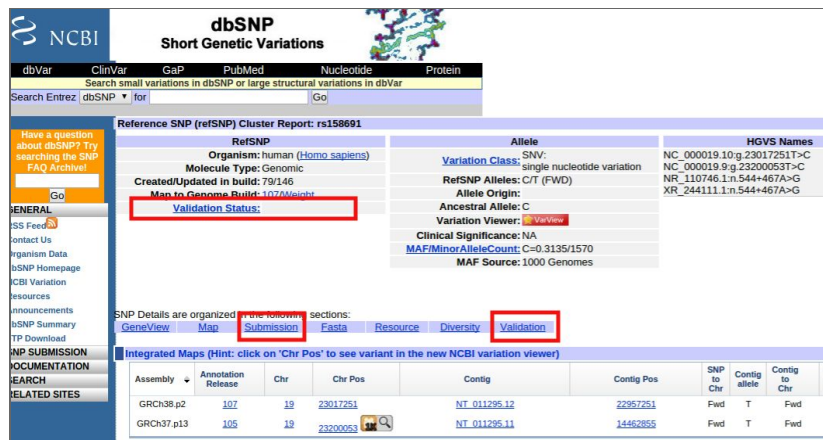 NCBI
dbSNP
Short Genetic Variations
dbVar ClinVar GaP PubMed Nucleotide Protein
Search small variations in dbSNP or large structural variations in dbVar
Search Entrez dbSNP for Go
Have a question
about dbSNP? Try
searching the SNP
FAQ Archive!
Go
GENERAL
RSS Feed
Contact Us
Organism Data
dbSNP Homepage
NCBI Variation
Resources
Announcements
dbSNP Summary
FTP Download
SNP SUBMISSION
DOCUMENTATION
SEARCH
RELATED SITES
Reference SNP (refSNP) Cluster Report: rs158691
RefSNP
Organism: human (Homo sapiens)
Molecule Type: Genomic
Created/Updated in build: 79/146
Map to Genome Build: 107/Weight
Validation Status:
Allele
Variation Class: SNV:
single nucleotide variation
RefSNP Alleles: C/T (FWD)
Allele Origin:
Ancestral Allele: C
Variation Viewer: VarView
Clinical Significance: NA
MAF/MinorAlleleCount: C=0.3135/1570
MAF Source: 1000 Genomes
HGVS Names
NC_000019.10:g.23017251T>C
NC_000019.9:g.23200053T>C
NR_110746.1:n.544+467A>G
XR_244111.1:n.544+467A>G
SNP Details are organized in the following sections:
GeneView Map Submission Fasta Resource Diversity Validation
Integrated Maps (Hint: click on 'Chr Pos' to see variant in the new NCBI variation viewer)
Assembly Annotation Release Chr Chr Pos Contig Contig Pos SNP to Chr Contig allele Contig to Chr
GRCh38.p2 107 19 23017251 NT_011295.12 22957251 Fwd T Fwd
GRCh37.p13 105 19 23200053 NT_011295.11 14462855 Fwd T Fwd